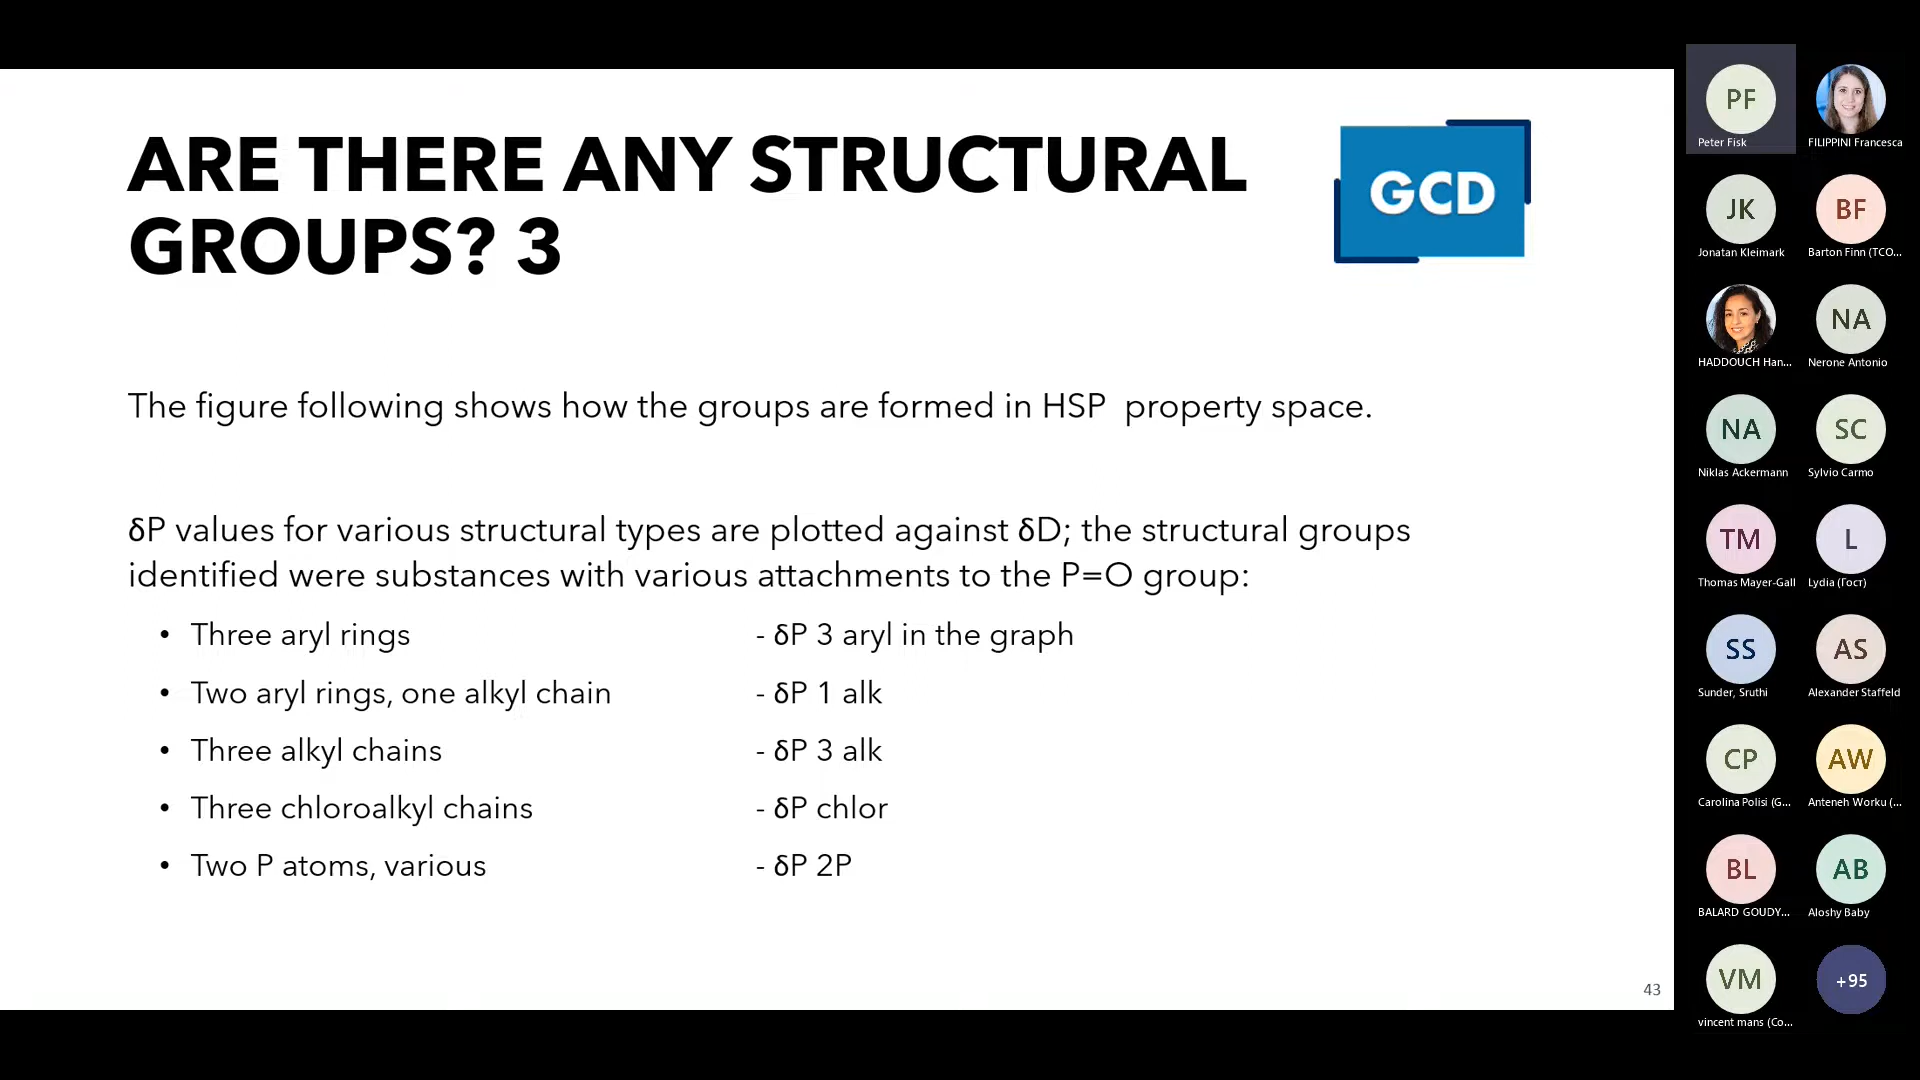 ARE THERE ANY STRUCTURAL
GROUPS? 3
GCD
The figure following shows how the groups are formed in HSP property space.
δP values for various structural types are plotted against δD; the structural groups
identified were substances with various attachments to the P=O group:
• Three aryl rings - δP 3 aryl in the graph
• Two aryl rings, one alkyl chain - δP 1 alk
• Three alkyl chains - δP 3 alk
• Three chloroalkyl chains - δP chlor
• Two P atoms, various - δP 2P
43
PF
Peter Fisk
FILIPPINI Francesca
JK
Jonatan Kleimark
BF
Barton Finn (TCO...
HADDOUCH Han...
NA
Nerone Antonio
NA
Niklas Ackermann
SC
Sylvio Carmo
TM
Thomas Mayer-Gall
L
Lydia (Гост)
SS
Sunder, Sruthi
AS
Alexander Staffeld
CP
Carolina Polisi (G...
AW
Anteneh Worku (...
BL
BALARD GOUDY...
AB
Aloshy Baby
VM
vincent mans (Co...
+95